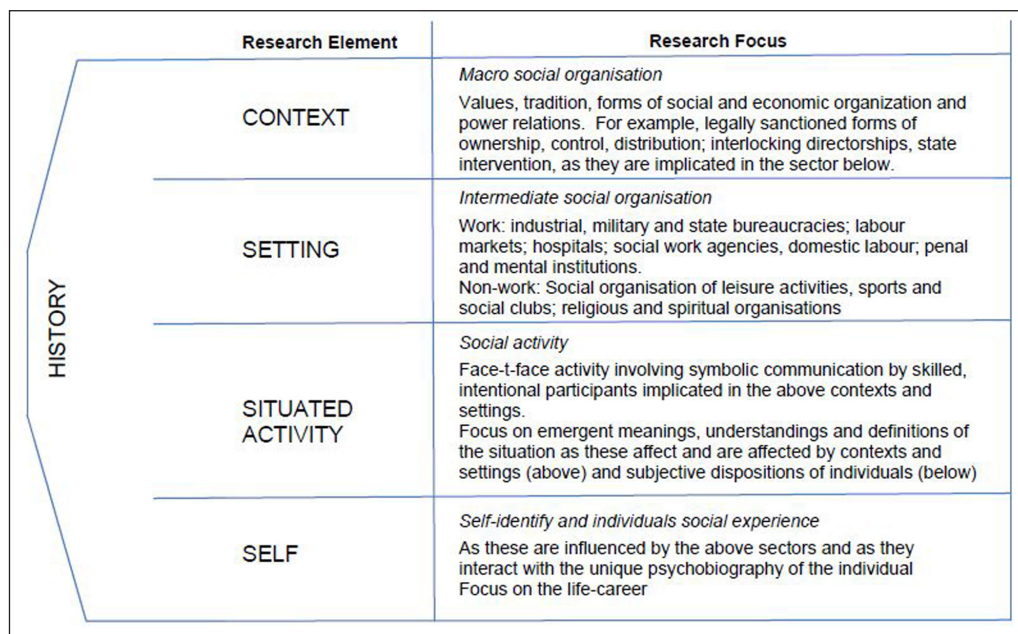 Research Element
Research Focus
HISTORY
CONTEXT
Macro social organisation
Values, tradition, forms of social and economic organization and
power relations. For example, legally sanctioned forms of
ownership, control, distribution; interlocking directorships, state
intervention, as they are implicated in the sector below.
SETTING
Intermediate social organisation
Work: industrial, military and state bureaucracies; labour
markets; hospitals; social work agencies, domestic labour; penal
and mental institutions.
Non-work: Social organisation of leisure activities, sports and
social clubs; religious and spiritual organisations
SITUATED
ACTIVITY
Social activity
Face-t-face activity involving symbolic communication by skilled,
intentional participants implicated in the above contexts and
settings.
Focus on emergent meanings, understandings and definitions of
the situation as these affect and are affected by contexts and
settings (above) and subjective dispositions of individuals (below)
SELF
Self-identify and individuals social experience
As these are influenced by the above sectors and as they
interact with the unique psychobiography of the individual
Focus on the life-career